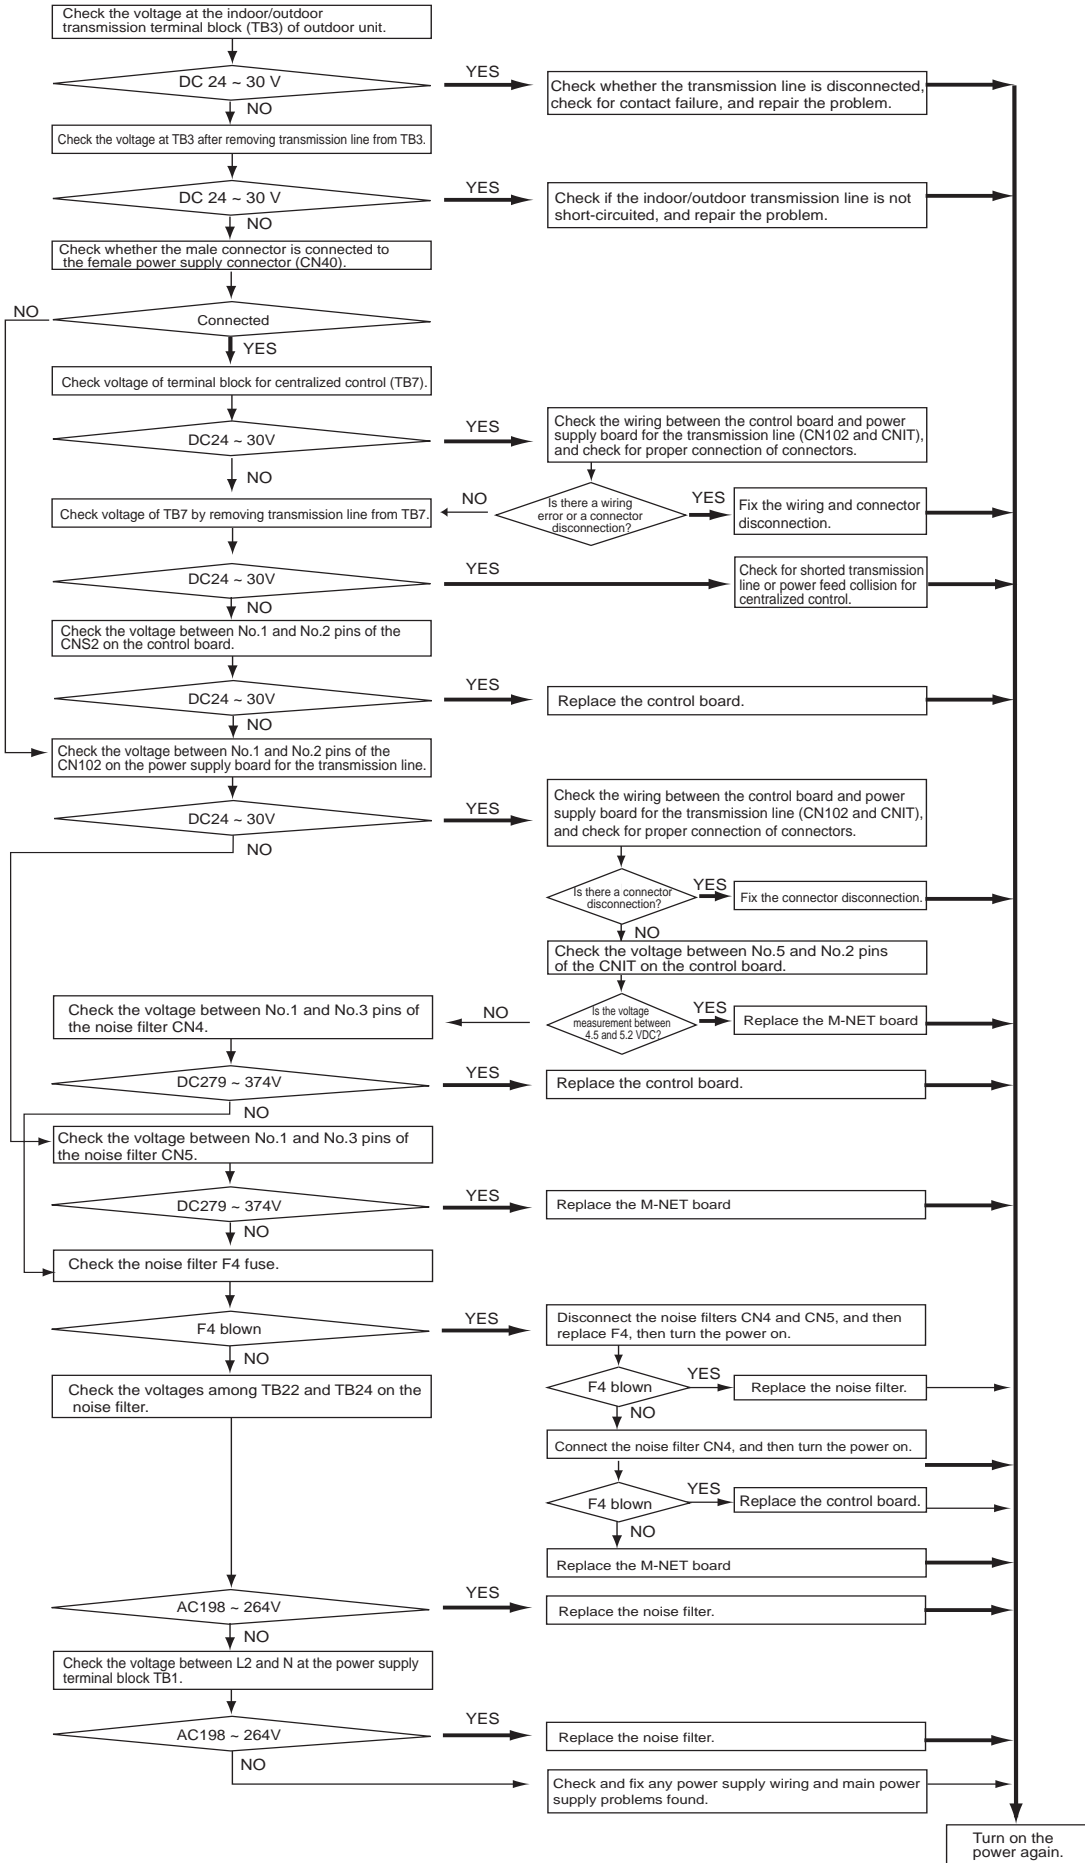 Check the voltage at the indoor/outdoor
transmission terminal block (TB3) of outdoor unit.
DC 24 ~ 30 V
YES
Check whether the transmission line is disconnected,
check for contact failure, and repair the problem.
NO
Check the voltage at TB3 after removing transmission line from TB3.
DC 24 ~ 30 V
YES
Check if the indoor/outdoor transmission line is not
short-circuited, and repair the problem.
NO
Check whether the male connector is connected to
the female power supply connector (CN40).
NO
Connected
YES
Check voltage of terminal block for centralized control (TB7).
DC24 ~ 30V
YES
Check the wiring between the control board and power
supply board for the transmission line (CN102 and CNIT),
and check for proper connection of connectors.
NO
Check voltage of TB7 by removing transmission line from TB7.
NO
Is there a wiring
error or a connector
disconnection?
YES
Fix the wiring and connector
disconnection.
DC24 ~ 30V
YES
Check for shorted transmission
line or power feed collision for
centralized control.
NO
Check the voltage between No.1 and No.2 pins of the
CNS2 on the control board.
DC24 ~ 30V
YES
Replace the control board.
NO
Check the voltage between No.1 and No.2 pins of the
CN102 on the power supply board for the transmission line.
DC24 ~ 30V
YES
Check the wiring between the control board and power
supply board for the transmission line (CN102 and CNIT),
and check for proper connection of connectors.
NO
Is there a connector
disconnection?
YES
Fix the connector disconnection.
NO
Check the voltage between No.5 and No.2 pins
of the CNIT on the control board.
Is the voltage
measurement between
4.5 and 5.2 VDC?
YES
Replace the M-NET board
NO
Check the voltage between No.1 and No.3 pins of
the noise filter CN4.
DC279 ~ 374V
YES
Replace the control board.
NO
Check the voltage between No.1 and No.3 pins of
the noise filter CN5.
DC279 ~ 374V
YES
Replace the M-NET board
NO
Check the noise filter F4 fuse.
F4 blown
YES
Disconnect the noise filters CN4 and CN5, and then
replace F4, then turn the power on.
NO
Check the voltages among TB22 and TB24 on the
noise filter.
F4 blown
YES
Replace the noise filter.
NO
Connect the noise filter CN4, and then turn the power on.
F4 blown
YES
Replace the control board.
NO
Replace the M-NET board
AC198 ~ 264V
YES
Replace the noise filter.
NO
Check the voltage between L2 and N at the power supply
terminal block TB1.
AC198 ~ 264V
YES
Replace the noise filter.
NO
Check and fix any power supply wiring and main power
supply problems found.
Turn on the
power again.